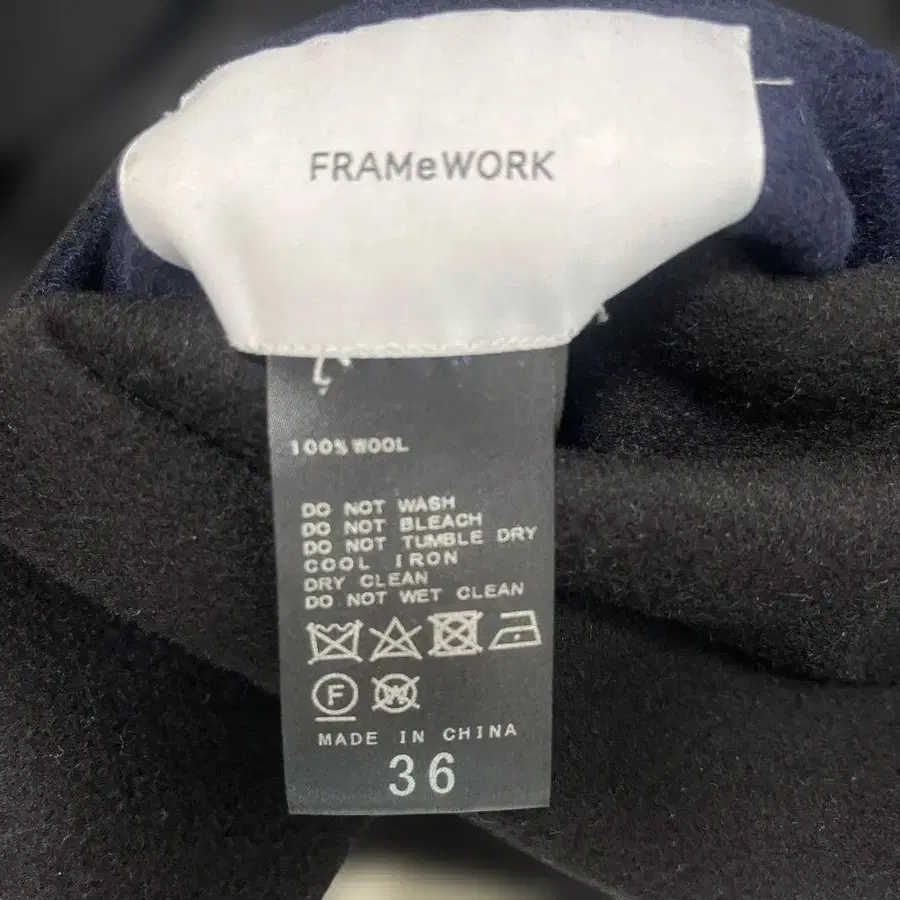 FRAMeWORK
100% WOOL
DO NOT WASH
DO NOT BLEACH
DO NOT TUMBLE DRY
COOL IRON
DRY CLEAN
DO NOT WET CLEAN
F W
MADE IN CHINA
36